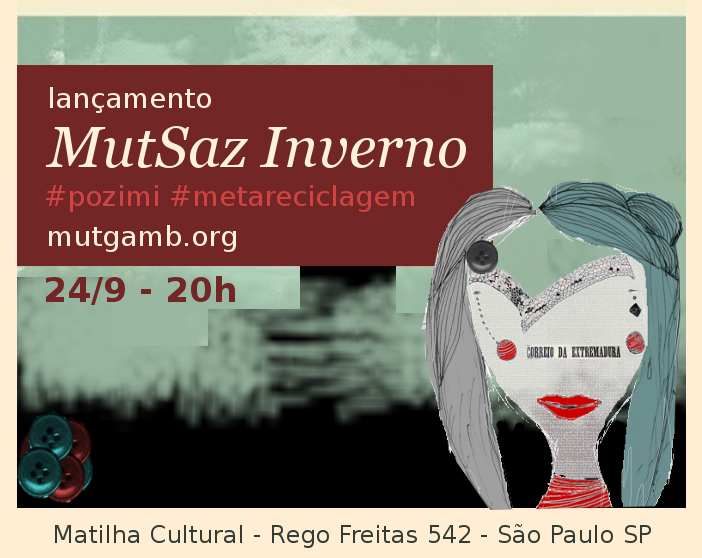 lançamento
MutSaz Inverno
#pozimi #metareciclagem
mutgamb.org
24/9 - 20h
CORREIO DA EXTREMADURA
Matilha Cultural - Rego Freitas 542 - São Paulo SP